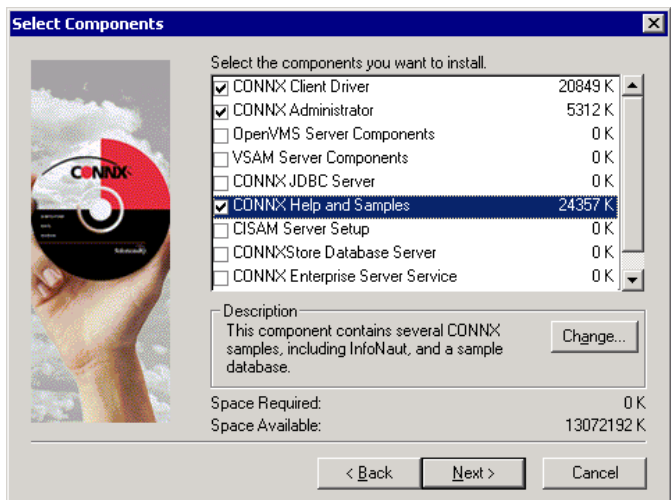 Select Components
Select the components you want to install.
CONNX Client Driver 20849 K
CONNX Administrator 5312 K
OpenVMS Server Components 0 K
VSAM Server Components 0 K
CONNX JDBC Server 0 K
CONNX Help and Samples 24357 K
CISAM Server Setup 0 K
CONNXStore Database Server 0 K
CONNX Enterprise Server Service 0 K
CONNX
Description
This component contains several CONNX
samples, including InfoNaut, and a sample
database.
Change...
Space Required: 0 K
Space Available: 13072192 K
< Back
Next >
Cancel